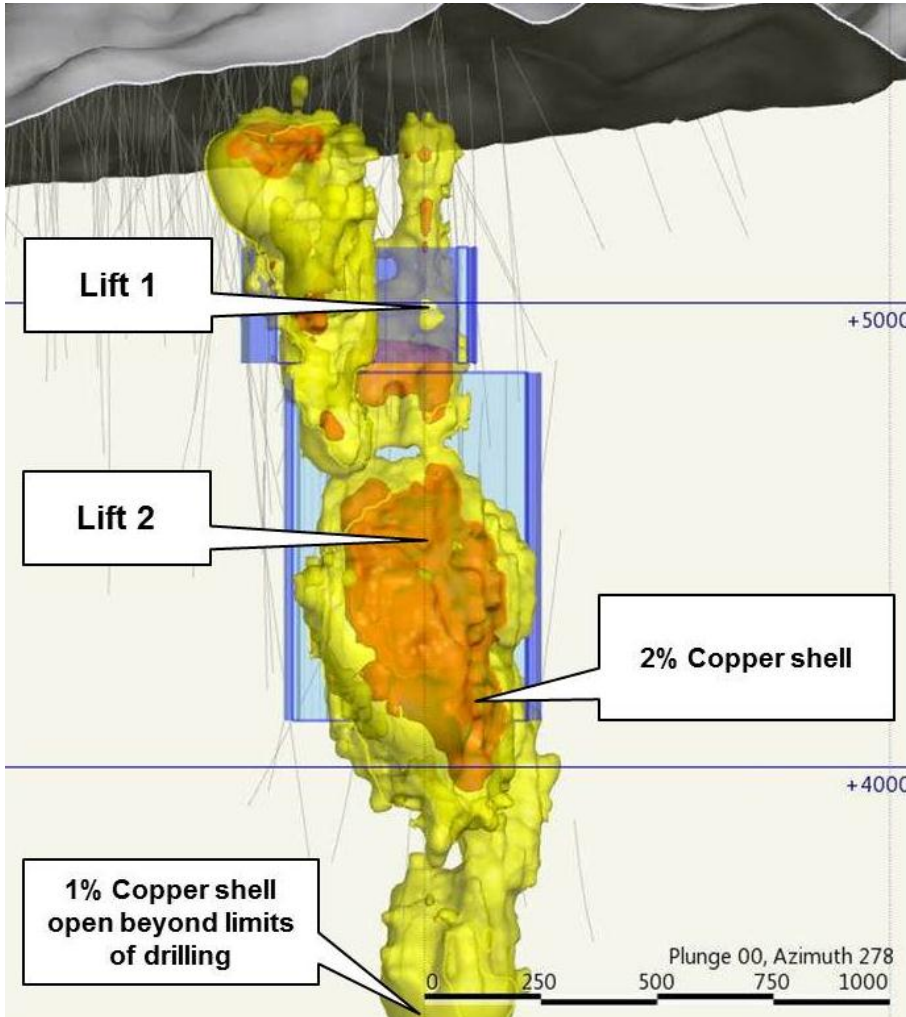 Lift 1
+5000
Lift 2
2% Copper shell
+4000
1% Copper shell
open beyond limits
of drilling
Plunge 00, Azimuth 278
0 250 500 750 1000